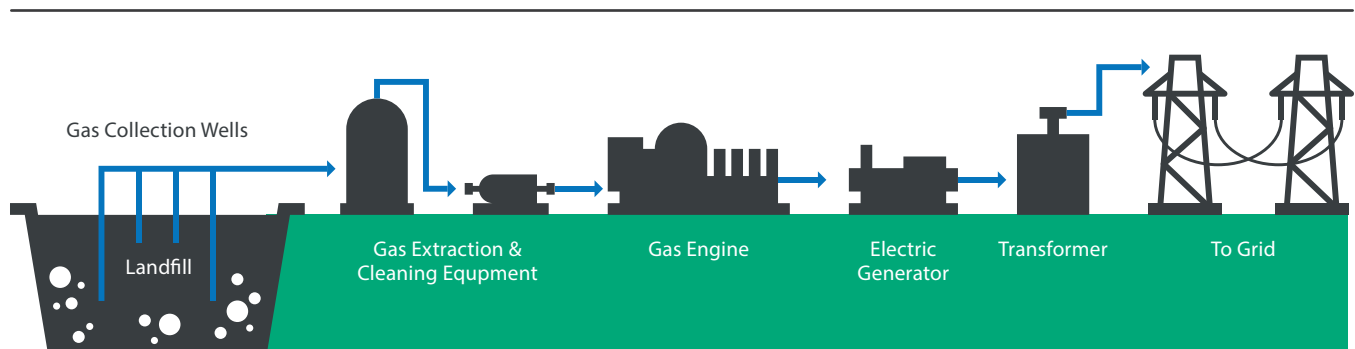 Gas Collection Wells
Landfill
Gas Extraction &
Cleaning Equpment
Gas Engine
Electric
Generator
Transformer
To Grid